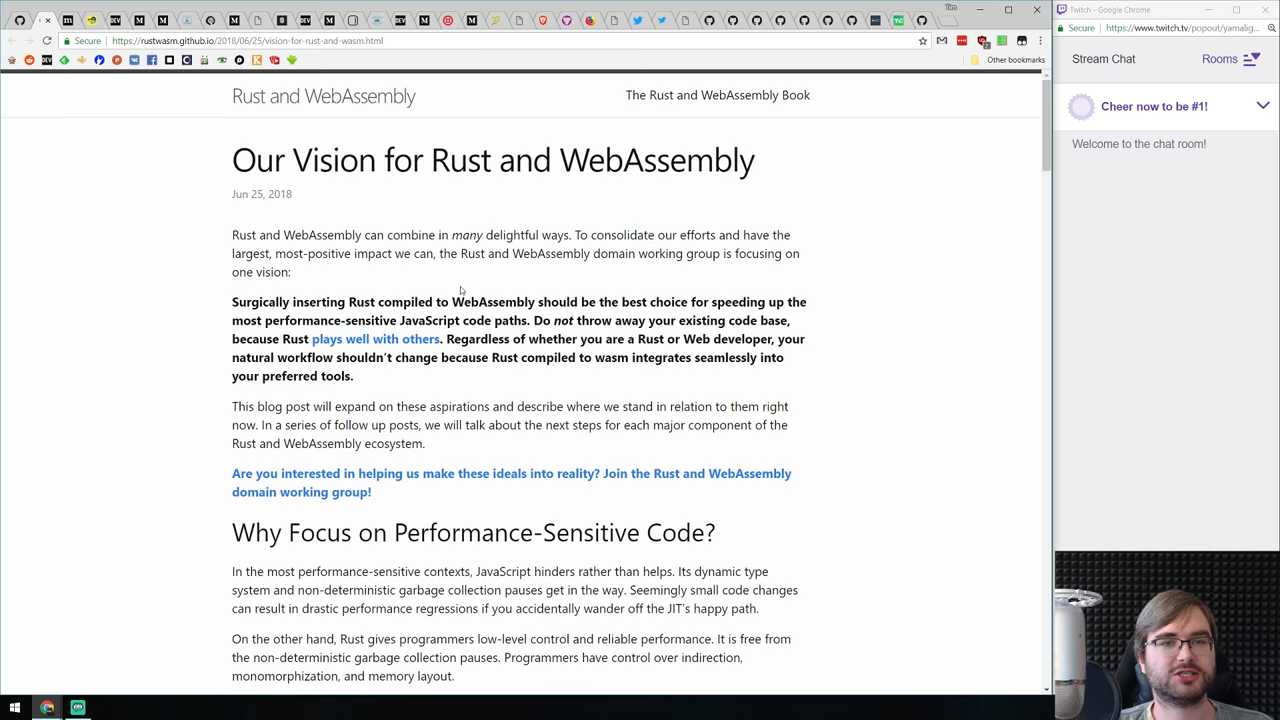 Tim
Secure
https://rustwasm.github.io/2018/06/25/vision-for-rust-and-wasm.html
Other bookmarks
Rust and WebAssembly
The Rust and WebAssembly Book
Our Vision for Rust and WebAssembly
Jun 25, 2018
Rust and WebAssembly can combine in many delightful ways. To consolidate our efforts and have the
largest, most-positive impact we can, the Rust and WebAssembly domain working group is focusing on
one vision:
Surgically inserting Rust compiled to WebAssembly should be the best choice for speeding up the
most performance-sensitive JavaScript code paths. Do not throw away your existing code base,
because Rust plays well with others. Regardless of whether you are a Rust or Web developer, your
natural workflow shouldn't change because Rust compiled to wasm integrates seamlessly into
your preferred tools.
This blog post will expand on these aspirations and describe where we stand in relation to them right
now. In a series of follow up posts, we will talk about the next steps for each major component of the
Rust and WebAssembly ecosystem.
Are you interested in helping us make these ideals into reality? Join the Rust and WebAssembly
domain working group!
Why Focus on Performance-Sensitive Code?
In the most performance-sensitive contexts, JavaScript hinders rather than helps. Its dynamic type
system and non-deterministic garbage collection pauses get in the way. Seemingly small code changes
can result in drastic performance regressions if you accidentally wander off the JIT's happy path.
On the other hand, Rust gives programmers low-level control and reliable performance. It is free from
the non-deterministic garbage collection pauses. Programmers have control over indirection,
monomorphization, and memory layout.
Twitch - Google Chrome
Secure
https://www.twitch.tv/popout/yamalig...
Stream Chat
Rooms
Cheer now to be #1!
Welcome to the chat room!